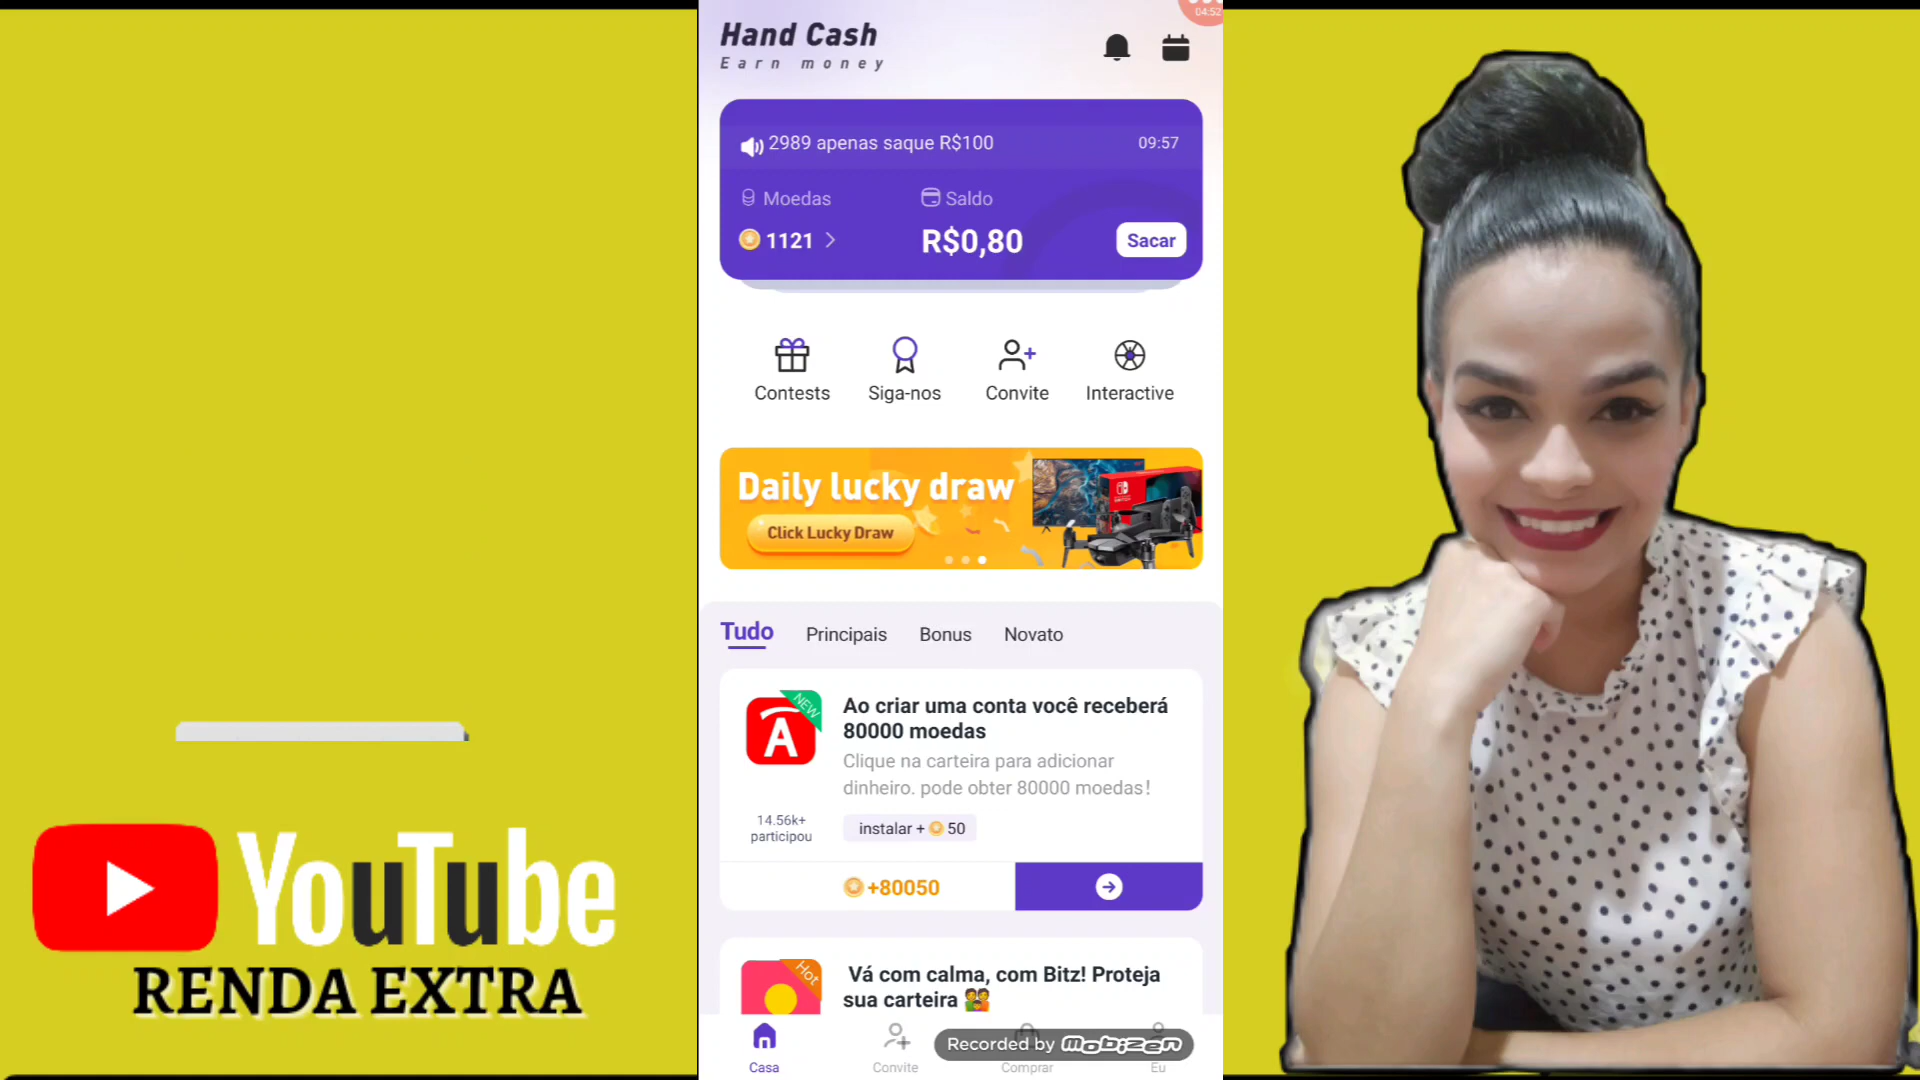 04:52
Hand Cash
Earn money
2989 apenas saque R$100
09:57
Moedas
Saldo
1121
R$0,80
Sacar
Contests
Siga-nos
Convite
Interactive
Daily lucky draw
Click Lucky Draw
Tudo
Principais
Bonus
Novato
NEW
A
Ao criar uma conta você receberá
80000 moedas
Clique na carteira para adicionar
dinheiro. pode obter 80000 moedas!
14.56k+
participou
instalar + 50
+80050
Hot
Vá com calma, com Bitz! Proteja
sua carteira
Casa
Convite
Comprar
Eu
Recorded by mobizen
YouTube
RENDA EXTRA